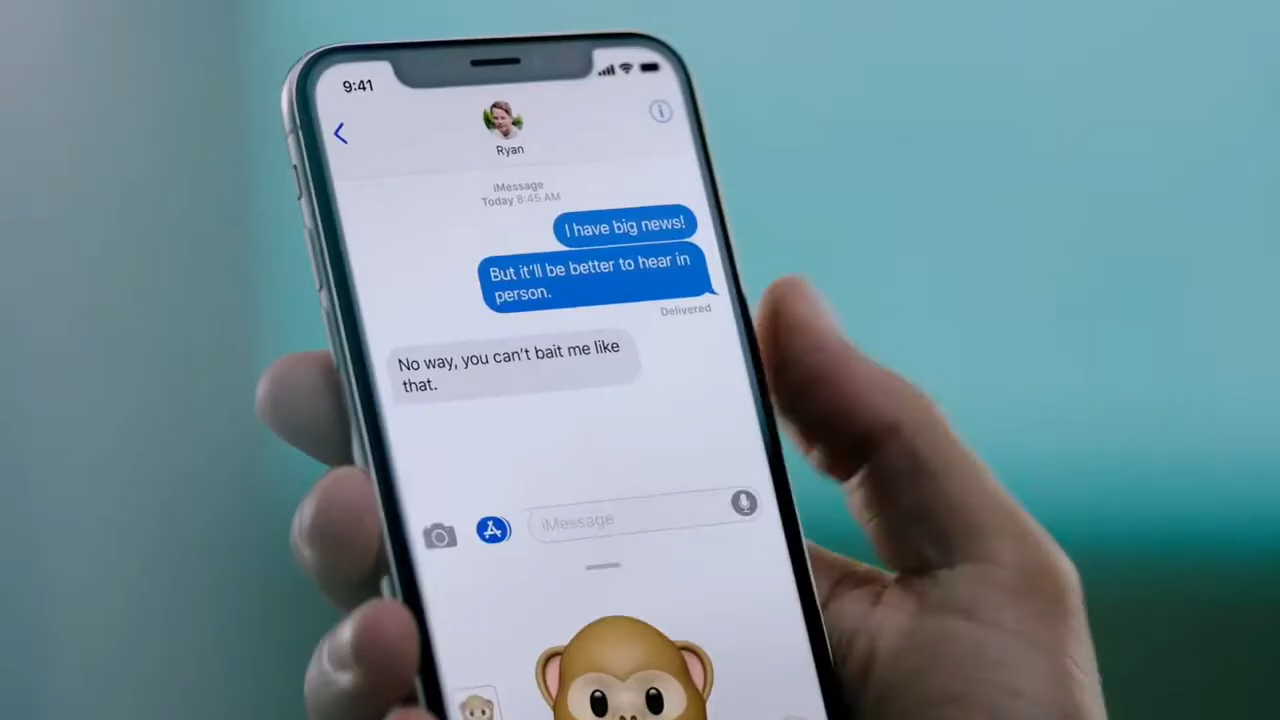 9:41
Ryan
iMessage
Today 8:45 AM
I have big news!
But it'll be better to hear in
person.
Delivered
No way, you can't bait me like
that.
iMessage